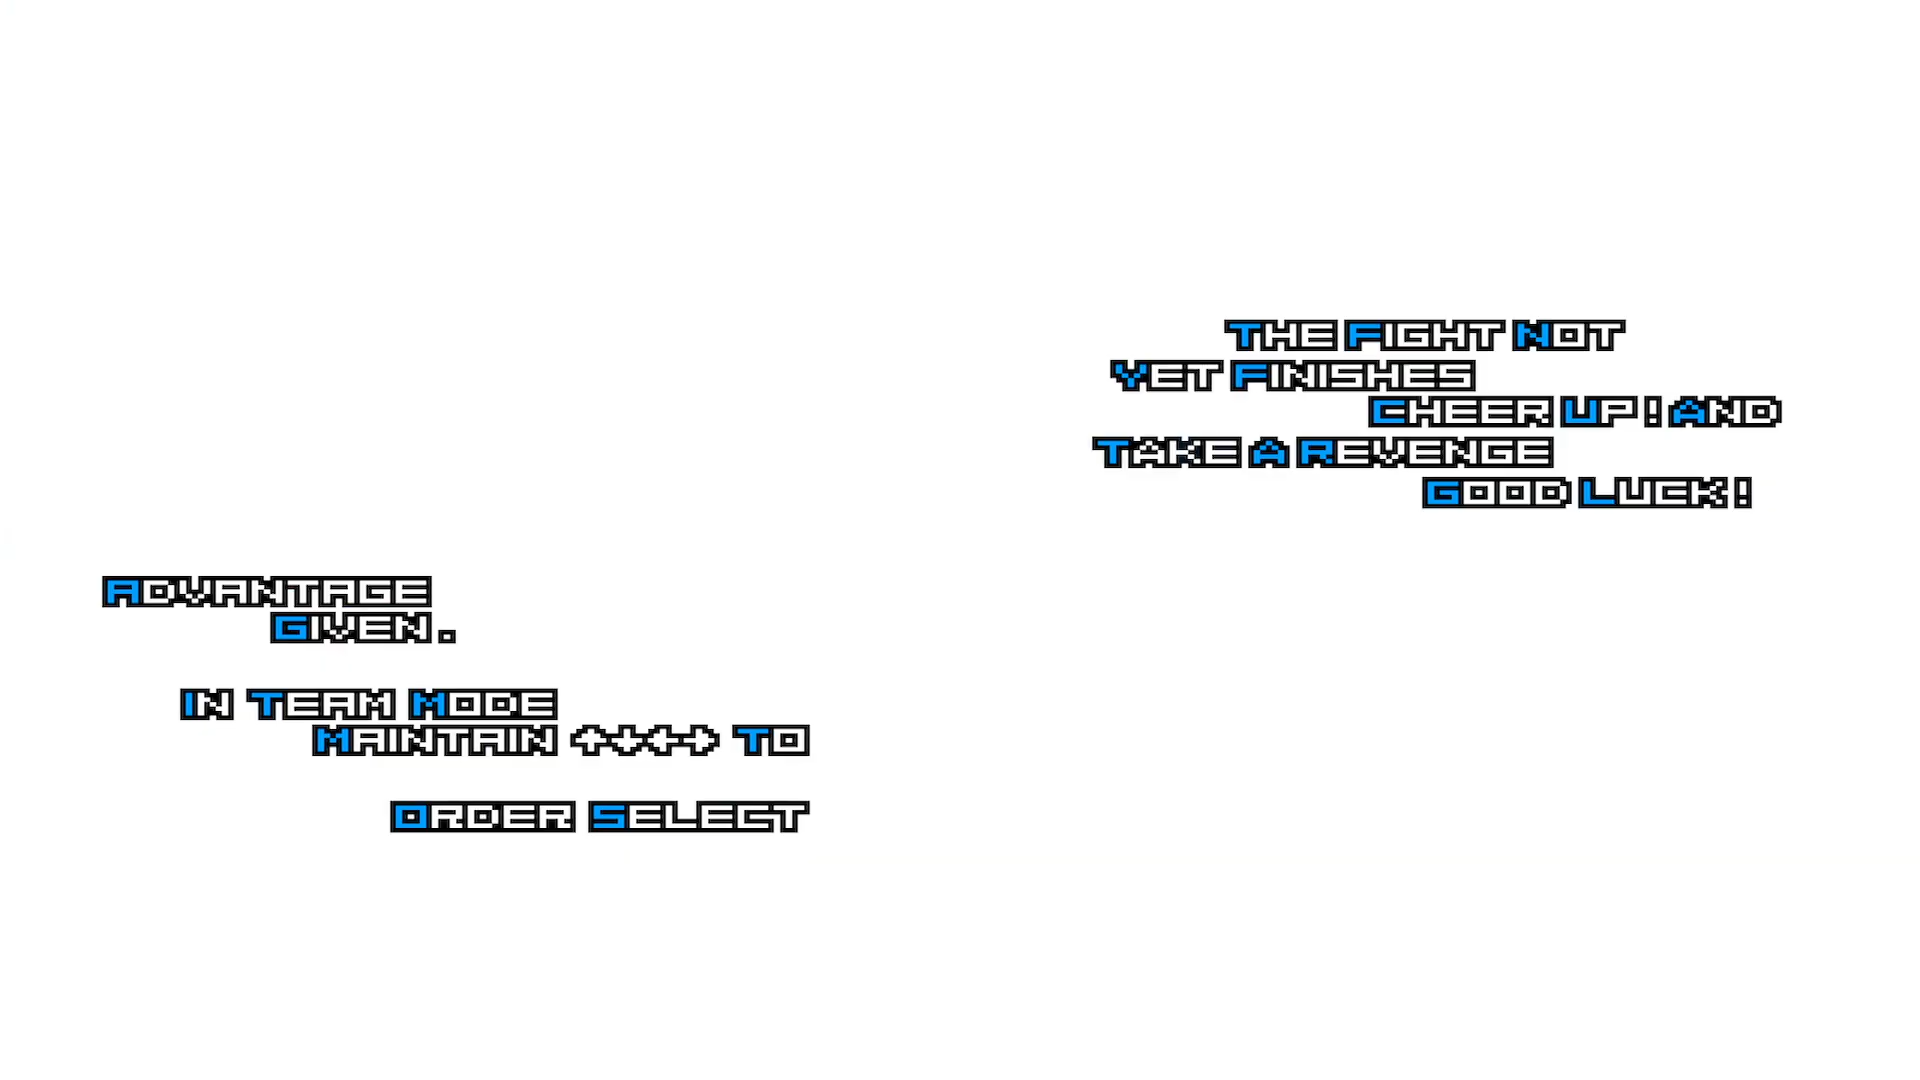 THE FIGHT NOT
YET FINISHES
CHEER UP! AND
TAKE A REVENGE
GOOD LUCK!
ADVANTAGE
GIVEN.
IN TEAM MODE
MAINTAIN ↑↓←→ TO
ORDER SELECT